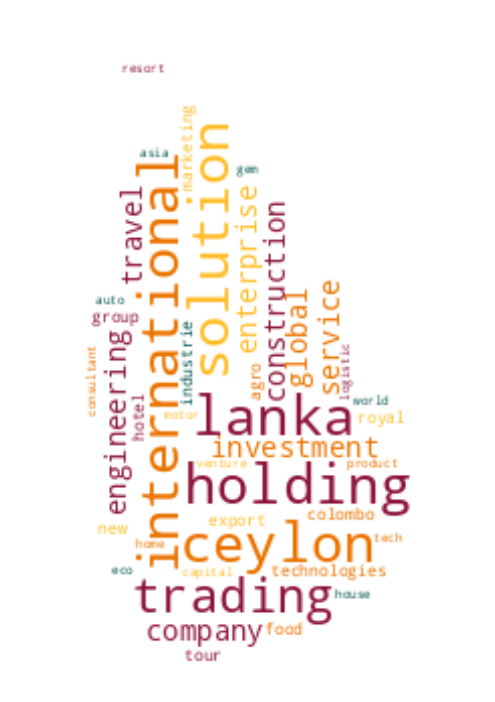 resort
marketing
asia
solution
gem
international
travel
enterprise
construction
service
global
auto
group
industrie
engineering
consultant
logistic
agro
hotel
world
lanka
motor
royal
investment
venture
product
holding
colombo
export
new
ceylon
tech
home
eco
capital
technologies
trading
house
company
food
tour